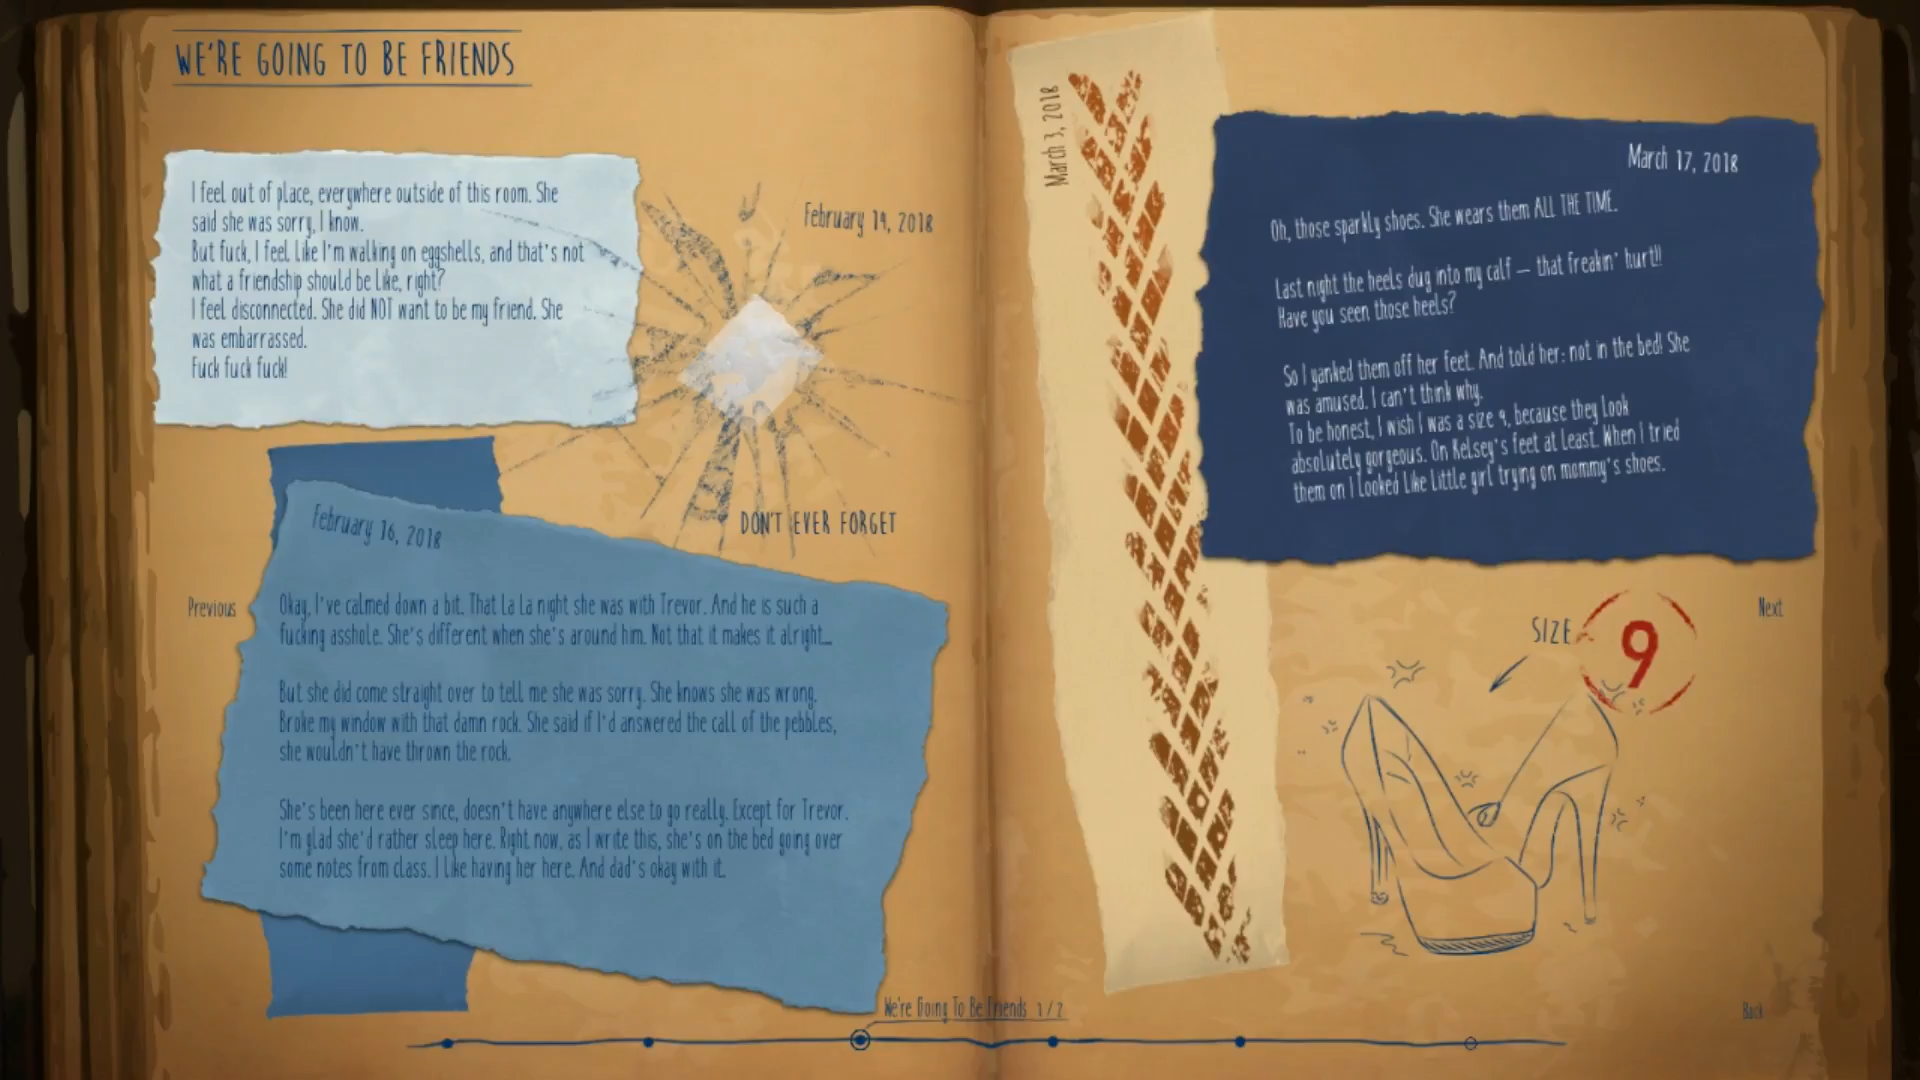 WE'RE GOING TO BE FRIENDS
I feel out of place, everywhere outside of this room. She
said she was sorry, I know.
But fuck, I feel like I'm walking on eggshells, and that's not
what a friendship should be like, right?
I feel disconnected. She did NOT want to be my friend. She
was embarrassed.
Fuck fuck fuck!
February 14, 2018
DON'T EVER FORGET
February 16, 2018
Okay, I've calmed down a bit. That La La night she was with Trevor. And he is such a
fucking asshole. She's different when she's around him. Not that it makes it alright...
But she did come straight over to tell me she was sorry. She knows she was wrong.
Broke my window with that damn rock. She said if I'd answered the call of the pebbles,
she wouldn't have thrown the rock.
She's been here ever since, doesn't have anywhere else to go really. Except for Trevor.
I'm glad she'd rather sleep here. Right now, as I write this, she's on the bed going over
some notes from class. I like having her here. And dad's okay with it.
Previous
March 3, 2018
March 17, 2018
Oh, those sparkly shoes. She wears them ALL THE TIME.
Last night the heels dug into my calf – that freakin' hurt!!
Have you seen those heels?
So I yanked them off her feet. And told her: not in the bed! She
was amused. I can't think why.
To be honest, I wish I was a size 9, because they look
absolutely gorgeous. On Kelsey's feet at least. When I tried
them on I looked like little girl trying on mommy's shoes.
SIZE 9
Next
We're Going To Be Friends 1/2
Back